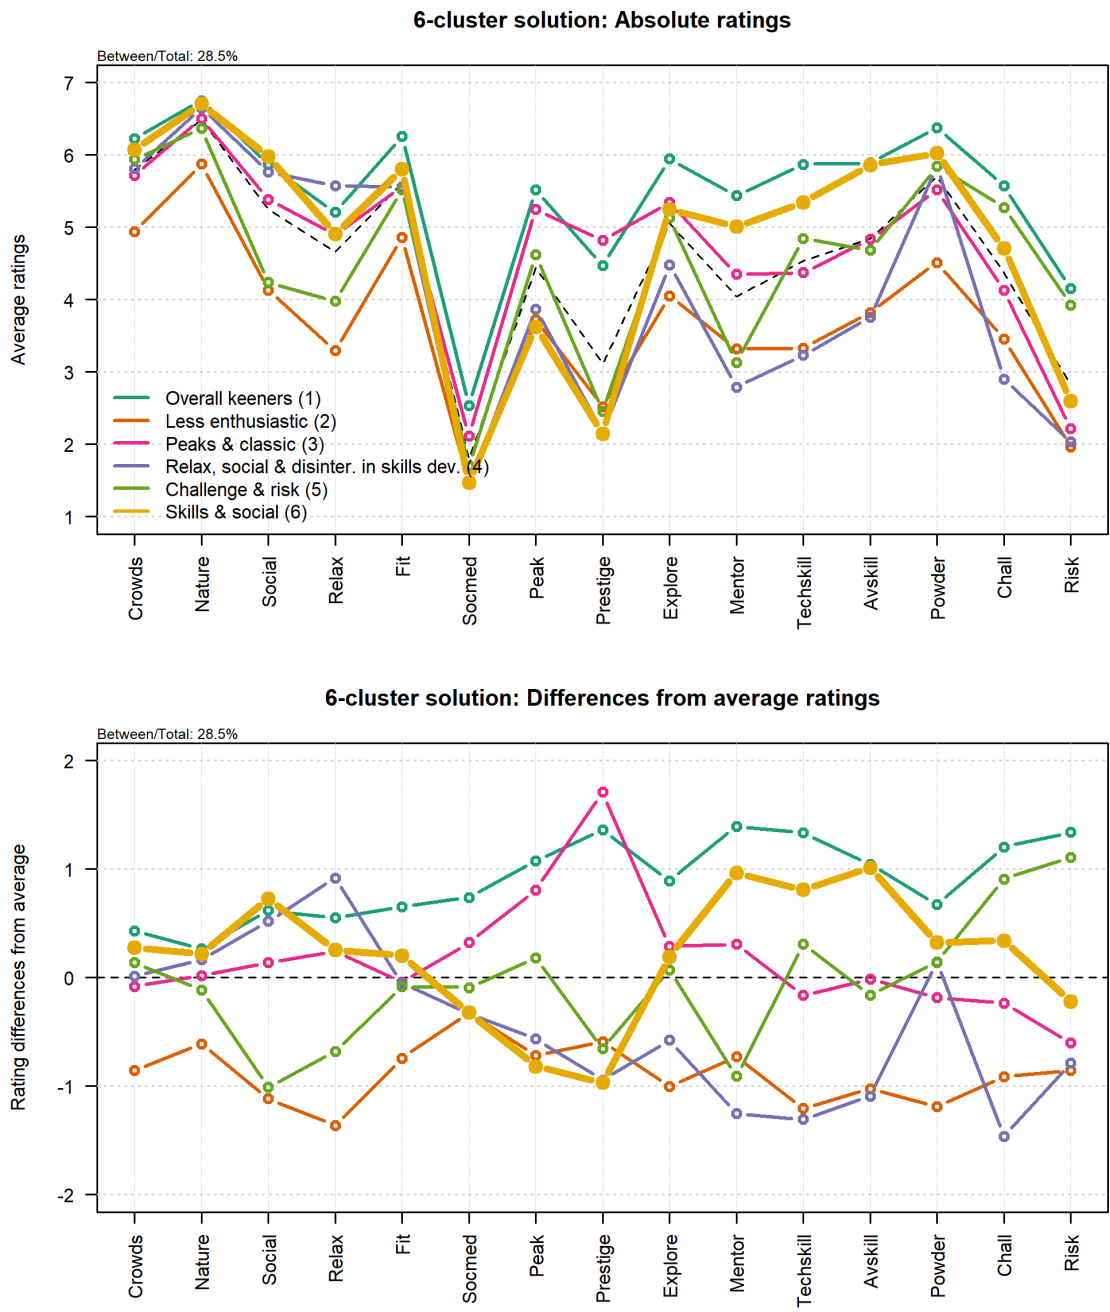 6-cluster solution: Absolute ratings
Between/Total: 28.5%
7
6
5
4
3
2
1
Average ratings
Overall keeners (1)
Less enthusiastic (2)
Peaks & classic (3)
Relax, social & disinter. in skills dev. (4)
Challenge & risk (5)
Skills & social (6)
Crowds
Nature
Social
Relax
Fit
Socmed
Peak
Prestige
Explore
Mentor
Techskill
Avskill
Powder
Chall
Risk
6-cluster solution: Differences from average ratings
Between/Total: 28.5%
2
1
0
-1
-2
Rating differences from average
Crowds
Nature
Social
Relax
Fit
Socmed
Peak
Prestige
Explore
Mentor
Techskill
Avskill
Powder
Chall
Risk